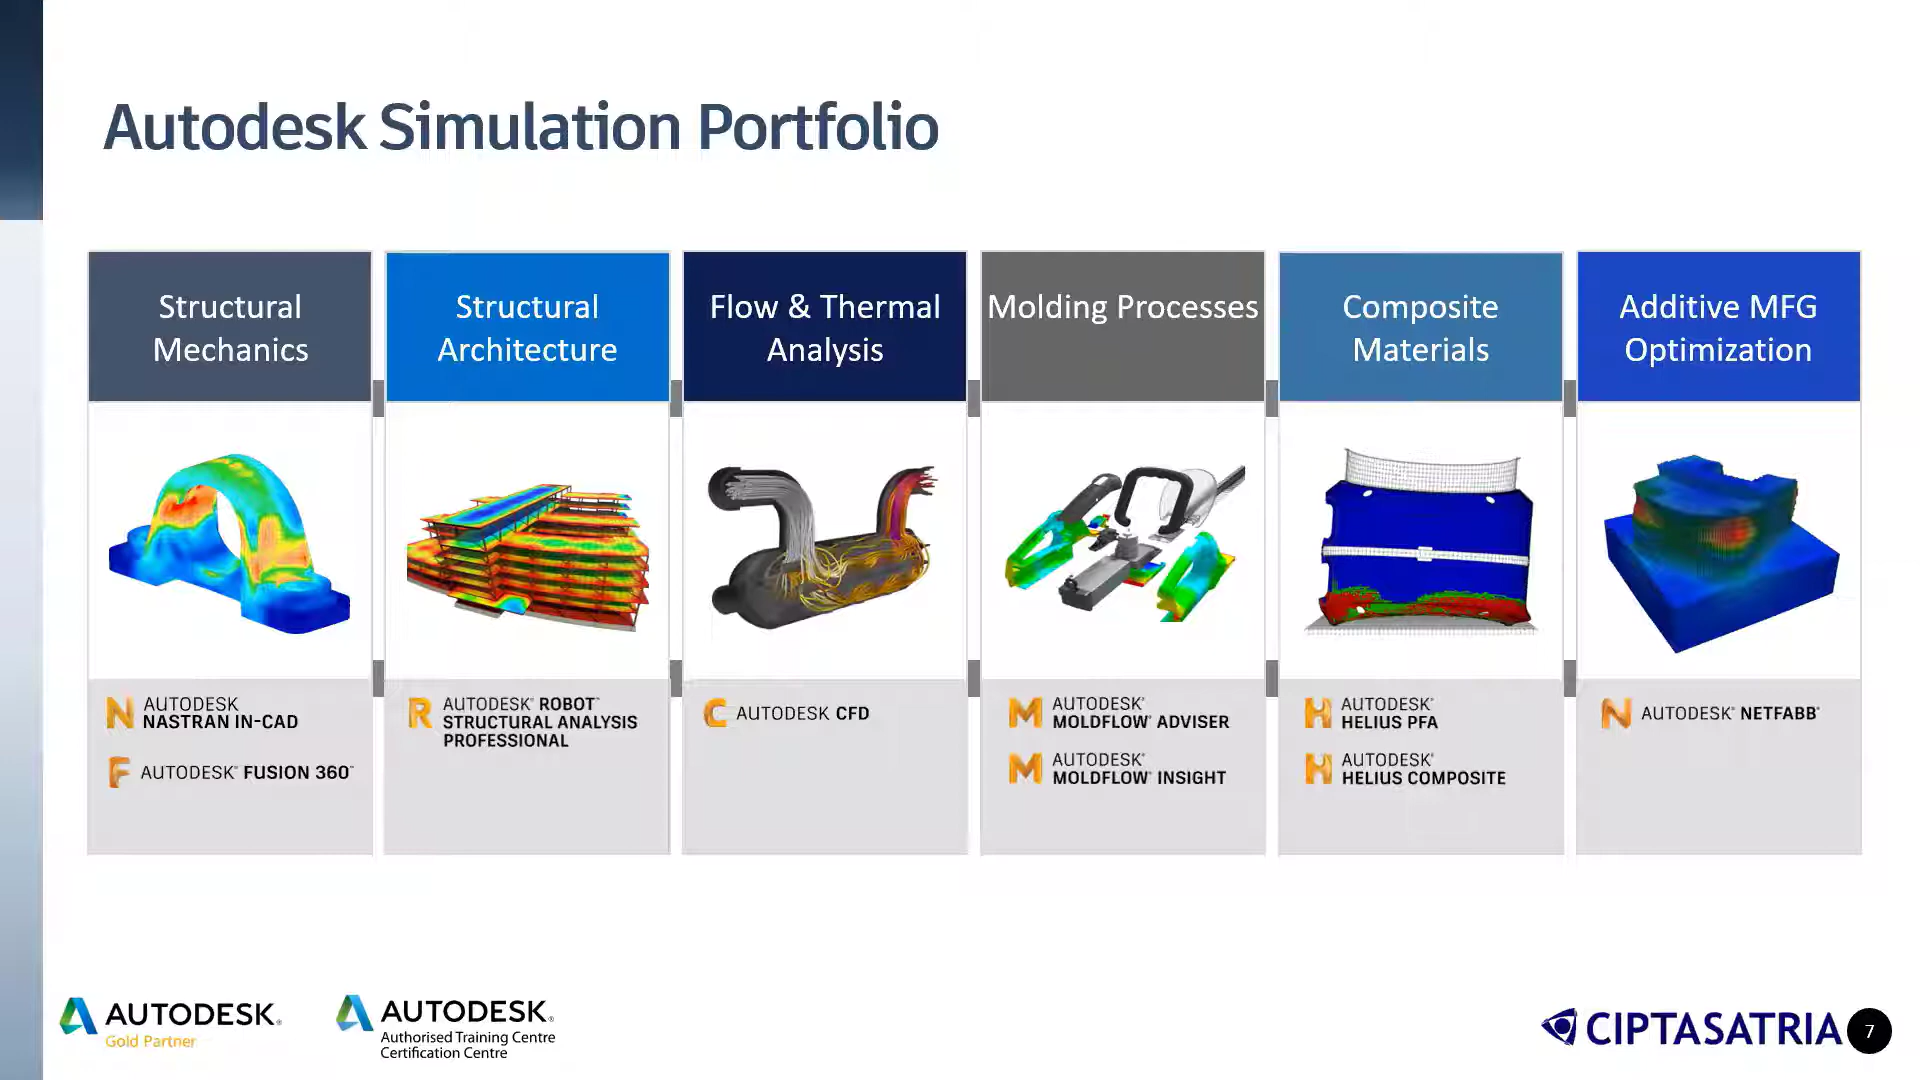 Autodesk Simulation Portfolio
Structural
Mechanics
Structural
Architecture
Flow & Thermal
Analysis
Molding Processes
Composite
Materials
Additive MFG
Optimization
AUTODESK
NASTRAN IN-CAD
AUTODESK® FUSION 360™
AUTODESK® ROBOT™
STRUCTURAL ANALYSIS
PROFESSIONAL
AUTODESK CFD
AUTODESK®
MOLDFLOW® ADVISER
AUTODESK®
MOLDFLOW® INSIGHT
AUTODESK®
HELIUS PFA
AUTODESK®
HELIUS COMPOSITE
AUTODESK® NETFABB®
AUTODESK®
Gold Partner
AUTODESK®
Authorised Training Centre
Certification Centre
CIPTASATRIA
7